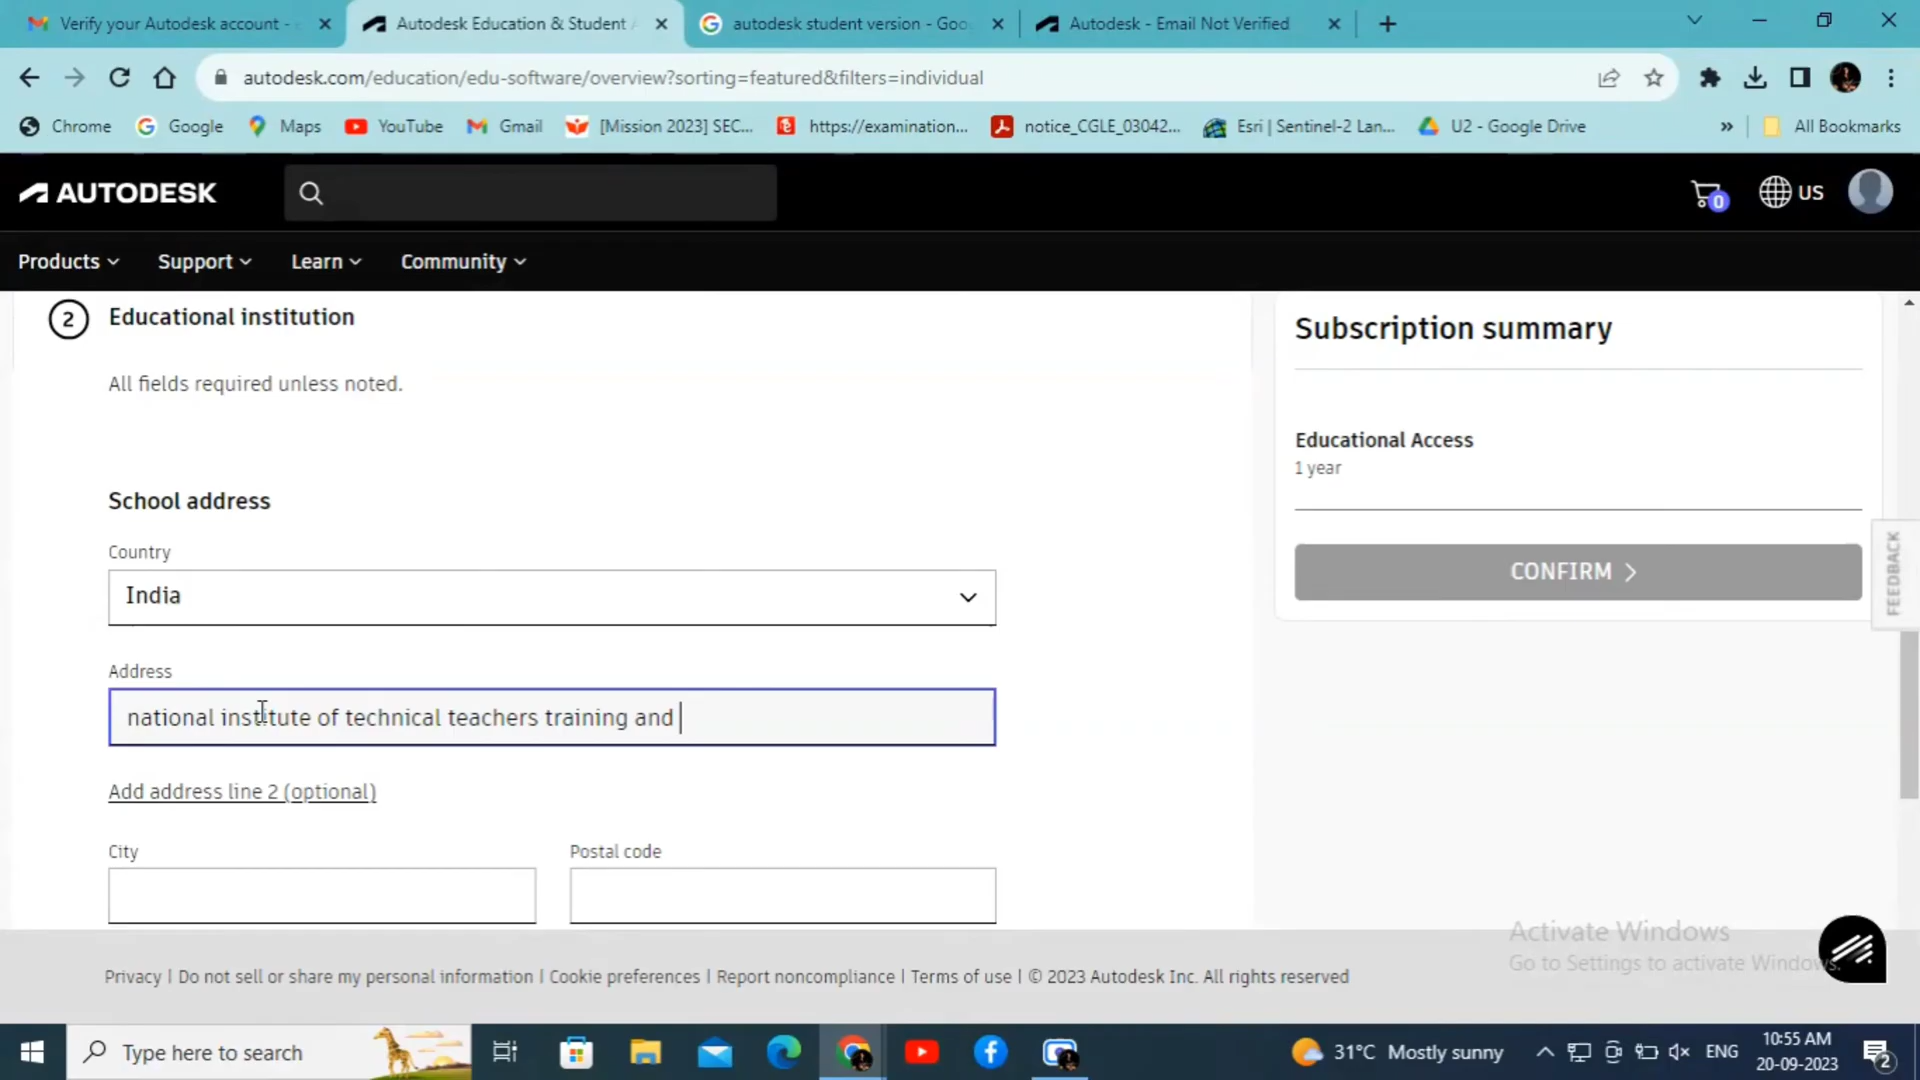 Verify your Autodesk account -
Autodesk Education & Student
autodesk student version - Goo
Autodesk - Email Not Verified
autodesk.com/education/edu-software/overview?sorting=featured&filters=individual
Chrome
Google
Maps
YouTube
Gmail
[Mission 2023] SEC...
https://examination...
notice_CGLE_03042...
Esri | Sentinel-2 Lan...
U2 - Google Drive
»
All Bookmarks
AUTODESK
0
US
Products
Support
Learn
Community
2
Educational institution
All fields required unless noted.
School address
Country
India
Address
national institute of technical teachers training and
Add address line 2 (optional)
City
Postal code
Subscription summary
Educational Access
1 year
CONFIRM
FEEDBACK
Activate Windows
Go to Settings to activate Windows.
Privacy | Do not sell or share my personal information | Cookie preferences | Report noncompliance | Terms of use | © 2023 Autodesk Inc. All rights reserved
Type here to search
31°C Mostly sunny
ENG
10:55 AM
20-09-2023
2